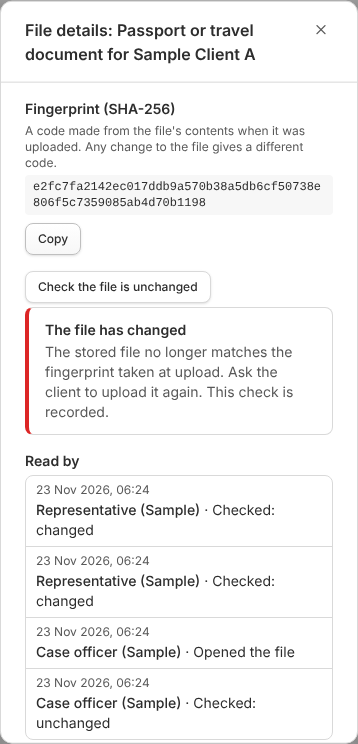 File details: Passport or travel
document for Sample Client A
Fingerprint (SHA-256)
A code made from the file's contents when it was
uploaded. Any change to the file gives a different
code.
e2fc7fa2142ec017ddb9a570b38a5db6cf50738e
806f5c7359085ab4d70b1198
Copy
Check the file is unchanged
The file has changed
The stored file no longer matches the
fingerprint taken at upload. Ask the
client to upload it again. This check is
recorded.
Read by
23 Nov 2026, 06:24
Representative (Sample) · Checked:
changed
23 Nov 2026, 06:24
Representative (Sample) · Checked:
changed
23 Nov 2026, 06:24
Case officer (Sample) · Opened the file
23 Nov 2026, 06:24
Case officer (Sample) · Checked:
unchanged